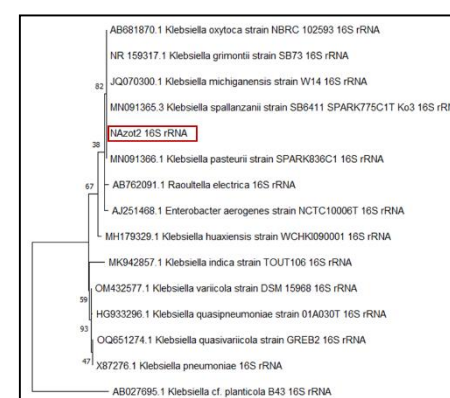 AB681870.1 Klebsiella oxytoca strain NBRC 102593 16S rRNA
NR 159317.1 Klebsiella grimontii strain SB73 16S rRNA
JQ070300.1 Klebsiella michiganensis strain W14 16S rRNA
82
MN091365.3 Klebsiella spallanzanii strain SB6411 SPARK775C1T Ko3 16S rRN
NAzot2 16S rRNA
38
MN091366.1 Klebsiella pasteurii strain SPARK836C1 16S rRNA
AB762091.1 Raoultella electrica 16S rRNA
67
AJ251468.1 Enterobacter aerogenes strain NCTC10006T 16S rRNA
MH179329.1 Klebsiella huaxiensis strain WCHKl090001 16S rRNA
MK942857.1 Klebsiella indica strain TOUT106 16S rRNA
OM432577.1 Klebsiella variicola strain DSM 15968 16S rRNA
59
HG933296.1 Klebsiella quasipneumoniae strain 01A030T 16S rRNA
93
OQ651274.1 Klebsiella quasivariicola strain GREB2 16S rRNA
47
X87276.1 Klebsiella pneumoniae 16S rRNA
AB027695.1 Klebsiella cf. planticola B43 16S rRNA